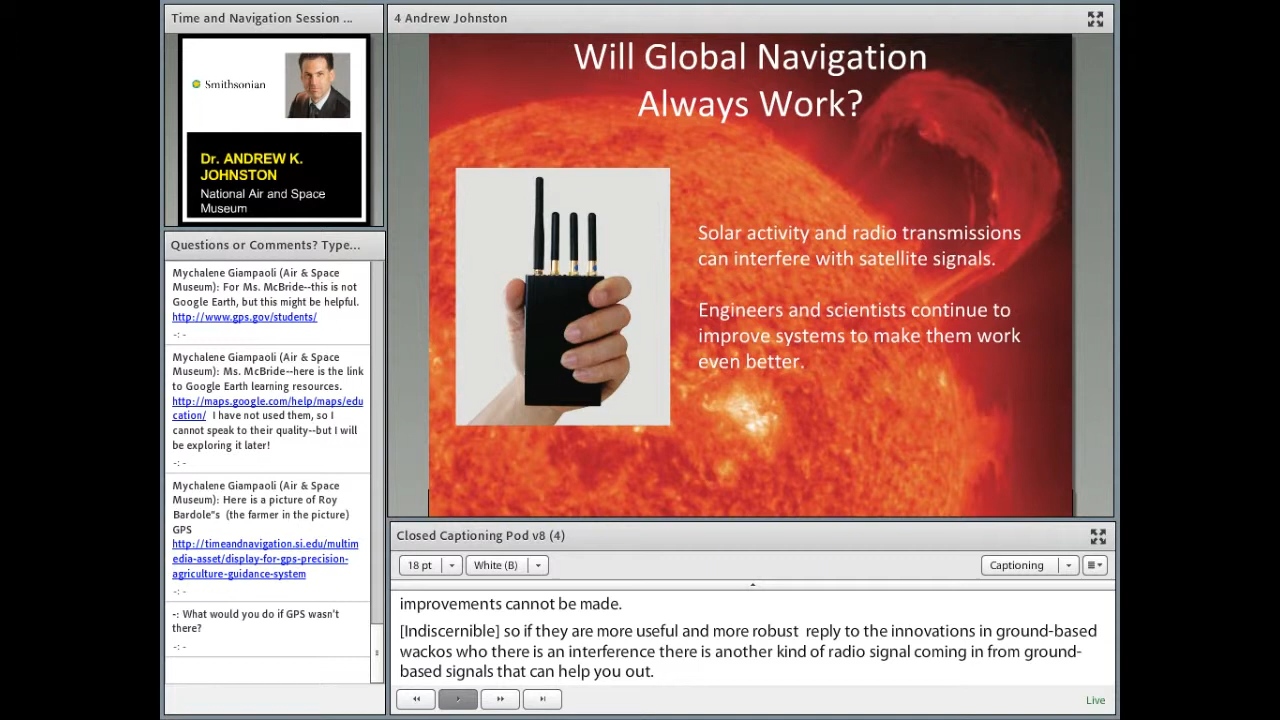 Time and Navigation Session ...
Smithsonian
Dr. ANDREW K.
JOHNSTON
National Air and Space
Museum
Questions or Comments? Type...
Mychalene Giampaoli (Air & Space
Museum): For Ms. McBride--this is not
Google Earth, but this might be helpful.
http://www.gps.gov/students/
-: -
Mychalene Giampaoli (Air & Space
Museum): Ms. McBride--here is the link
to Google Earth learning resources.
http://maps.google.com/help/maps/edu
cation/ I have not used them, so I
cannot speak to their quality--but I will
be exploring it later!
-: -
Mychalene Giampaoli (Air & Space
Museum): Here is a picture of Roy
Bardole"s (the farmer in the picture)
GPS
http://timeandnavigation.si.edu/multim
edia-asset/display-for-gps-precision-
agriculture-guidance-system
-: -
-: What would you do if GPS wasn't
there?
-: -
4 Andrew Johnston
Will Global Navigation
Always Work?
Solar activity and radio transmissions
can interfere with satellite signals.
Engineers and scientists continue to
improve systems to make them work
even better.
Closed Captioning Pod v8 (4)
18 pt
White (B)
Captioning
improvements cannot be made.
[Indiscernible] so if they are more useful and more robust reply to the innovations in ground-based
wackos who there is an interference there is another kind of radio signal coming in from ground-
based signals that can help you out.
Live